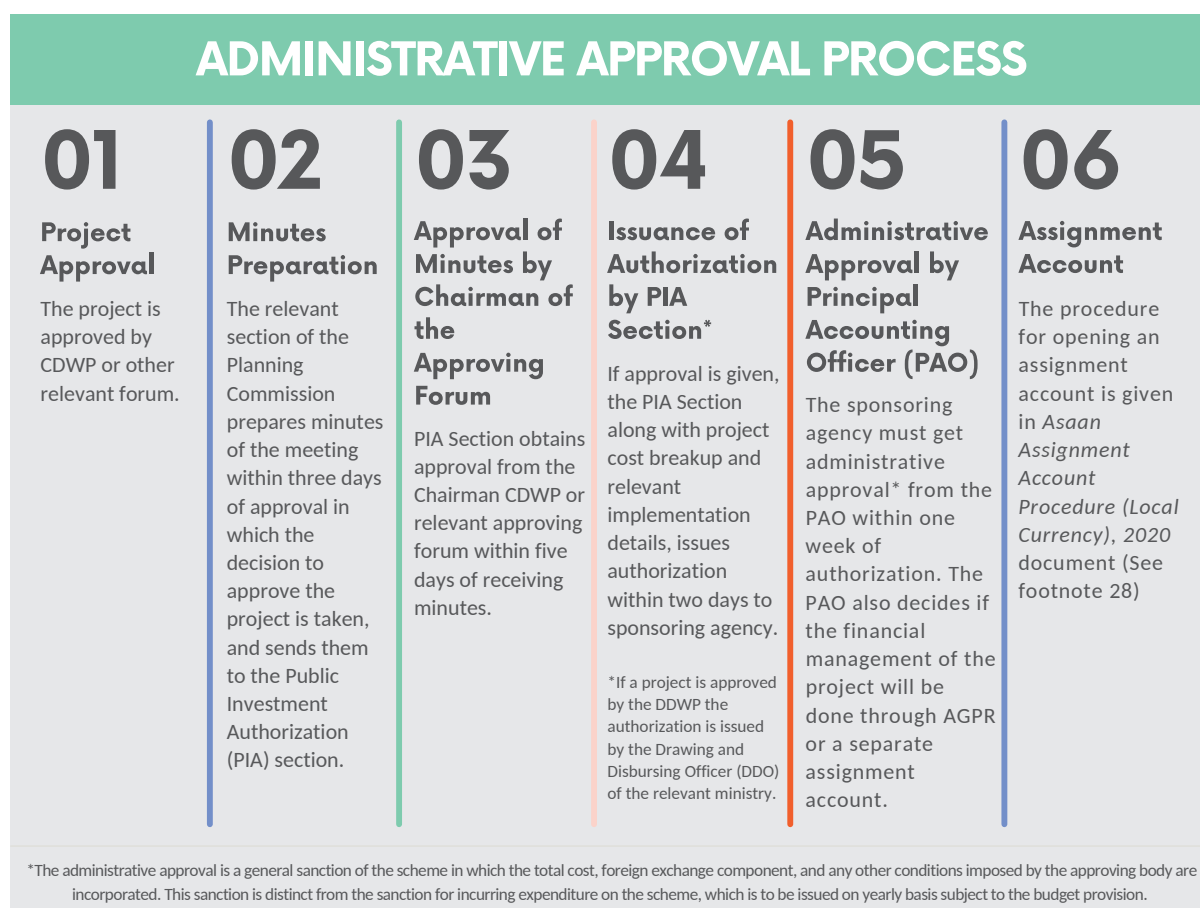 ADMINISTRATIVE APPROVAL PROCESS
01
Project
Approval
The project is
approved by
CDWP or other
relevant forum.
02
Minutes
Preparation
The relevant
section of the
Planning
Commission
prepares minutes
of the meeting
within three days
of approval in
which the
decision to
approve the
project is taken,
and sends them
to the Public
Investment
Authorization
(PIA) section.
03
Approval of
Minutes by
Chairman of
the
Approving
Forum
PIA Section obtains
approval from the
Chairman CDWP or
relevant approving
forum within five
days of receiving
minutes.
04
Issuance of
Authorization
by PIA
Section*
If approval is given,
the PIA Section
along with project
cost breakup and
relevant
implementation
details, issues
authorization
within two days to
sponsoring agency.
*If a project is approved
by the DDWP the
authorization is issued
by the Drawing and
Disbursing Officer (DDO)
of the relevant ministry.
05
Administrative
Approval by
Principal
Accounting
Officer (PAO)
The sponsoring
agency must get
administrative
approval* from the
PAO within one
week of
authorization. The
PAO also decides if
the financial
management of the
project will be
done through AGPR
or a separate
assignment
account.
06
Assignment
Account
The procedure
for opening an
assignment
account is given
in Asaan
Assignment
Account
Procedure (Local
Currency), 2020
document (See
footnote 28)
*The administrative approval is a general sanction of the scheme in which the total cost, foreign exchange component, and any other conditions imposed by the approving body are
incorporated. This sanction is distinct from the sanction for incurring expenditure on the scheme, which is to be issued on yearly basis subject to the budget provision.